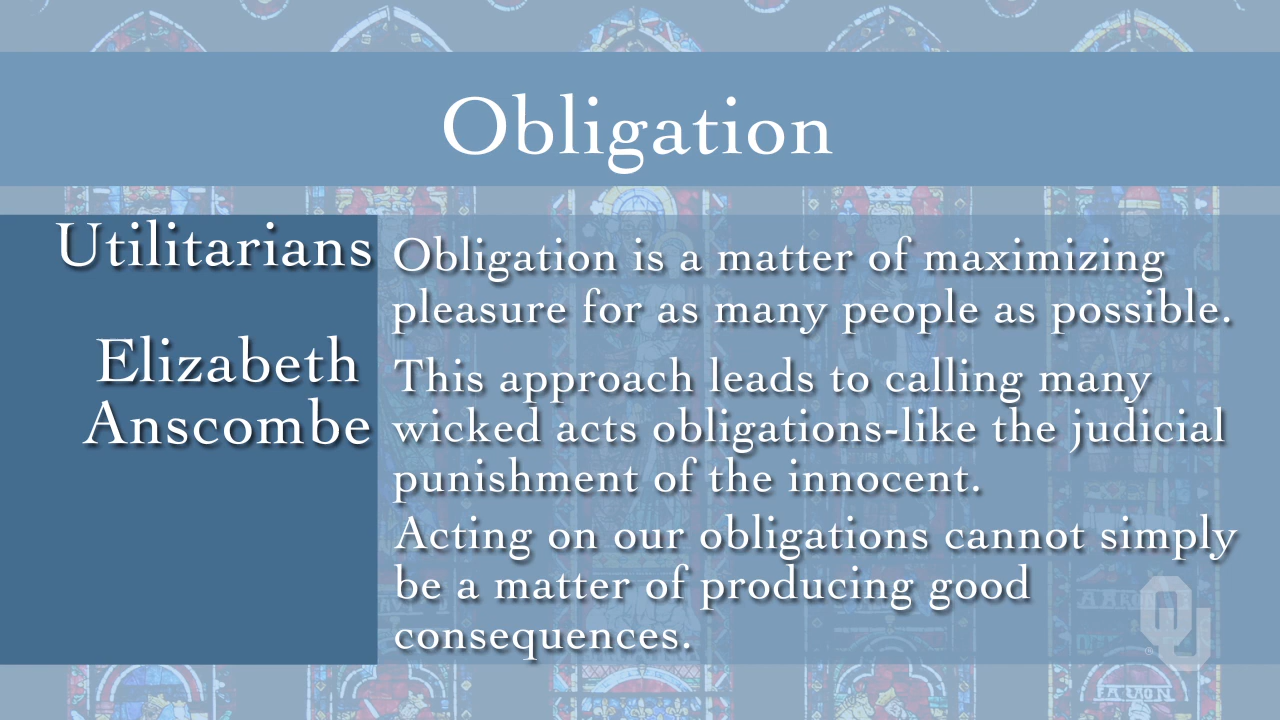 Obligation
Utilitarians
Obligation is a matter of maximizing
pleasure for as many people as possible.
Elizabeth
Anscombe
This approach leads to calling many
wicked acts obligations-like the judicial
punishment of the innocent.
Acting on our obligations cannot simply
be a matter of producing good
consequences.